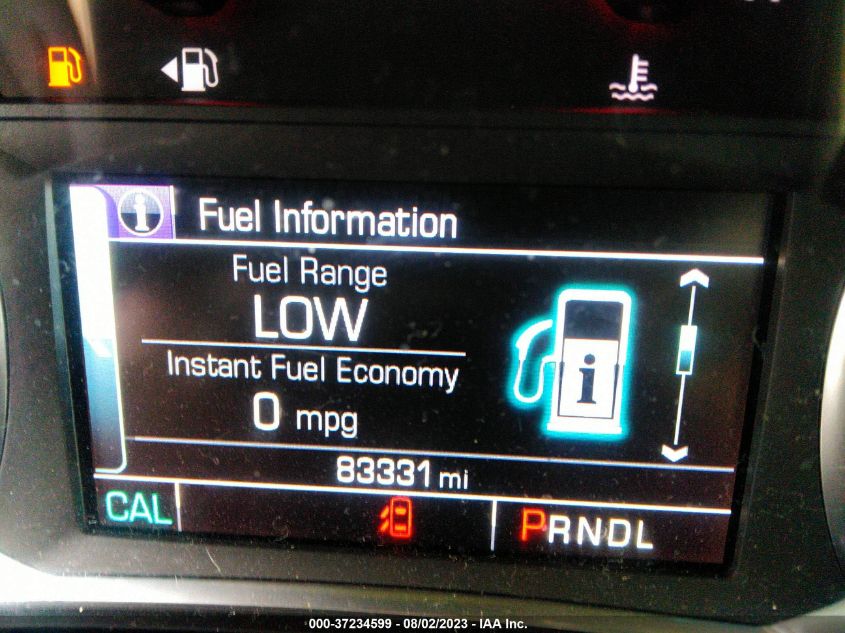 i Fuel Information
Fuel Range
LOW
Instant Fuel Economy
0 mpg
i
83331 mi
CAL
PRNDL
000-37234599 - 08/02/2023 - IAA Inc.